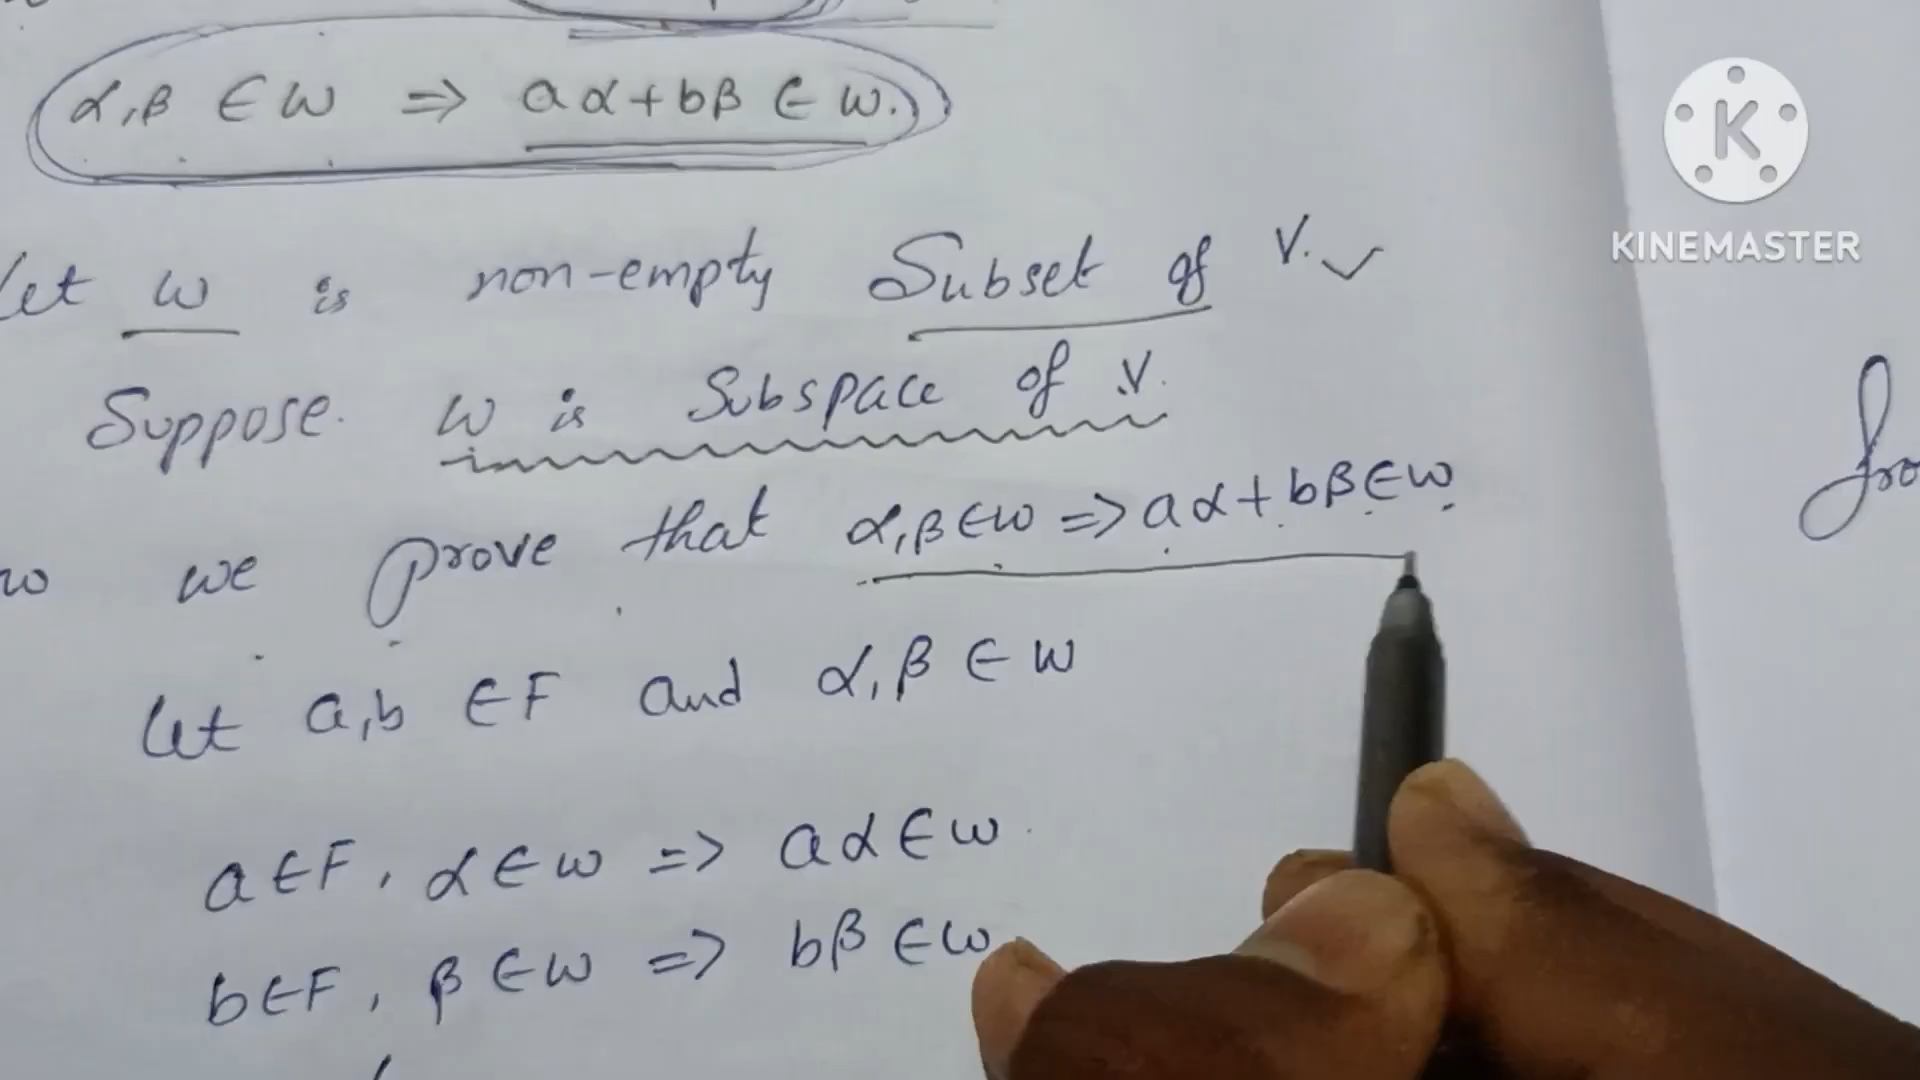 α,β ∈ W => aα+bβ ∈ W.
Let W is non-empty Subset of V.
Suppose. W is Subspace of V.
we prove that α,β∈W => aα+bβ∈W
Let a,b ∈F and α,β ∈ W
a∈F, α∈W => aα∈W
b∈F, β∈W => bβ∈W
K
KINEMASTER